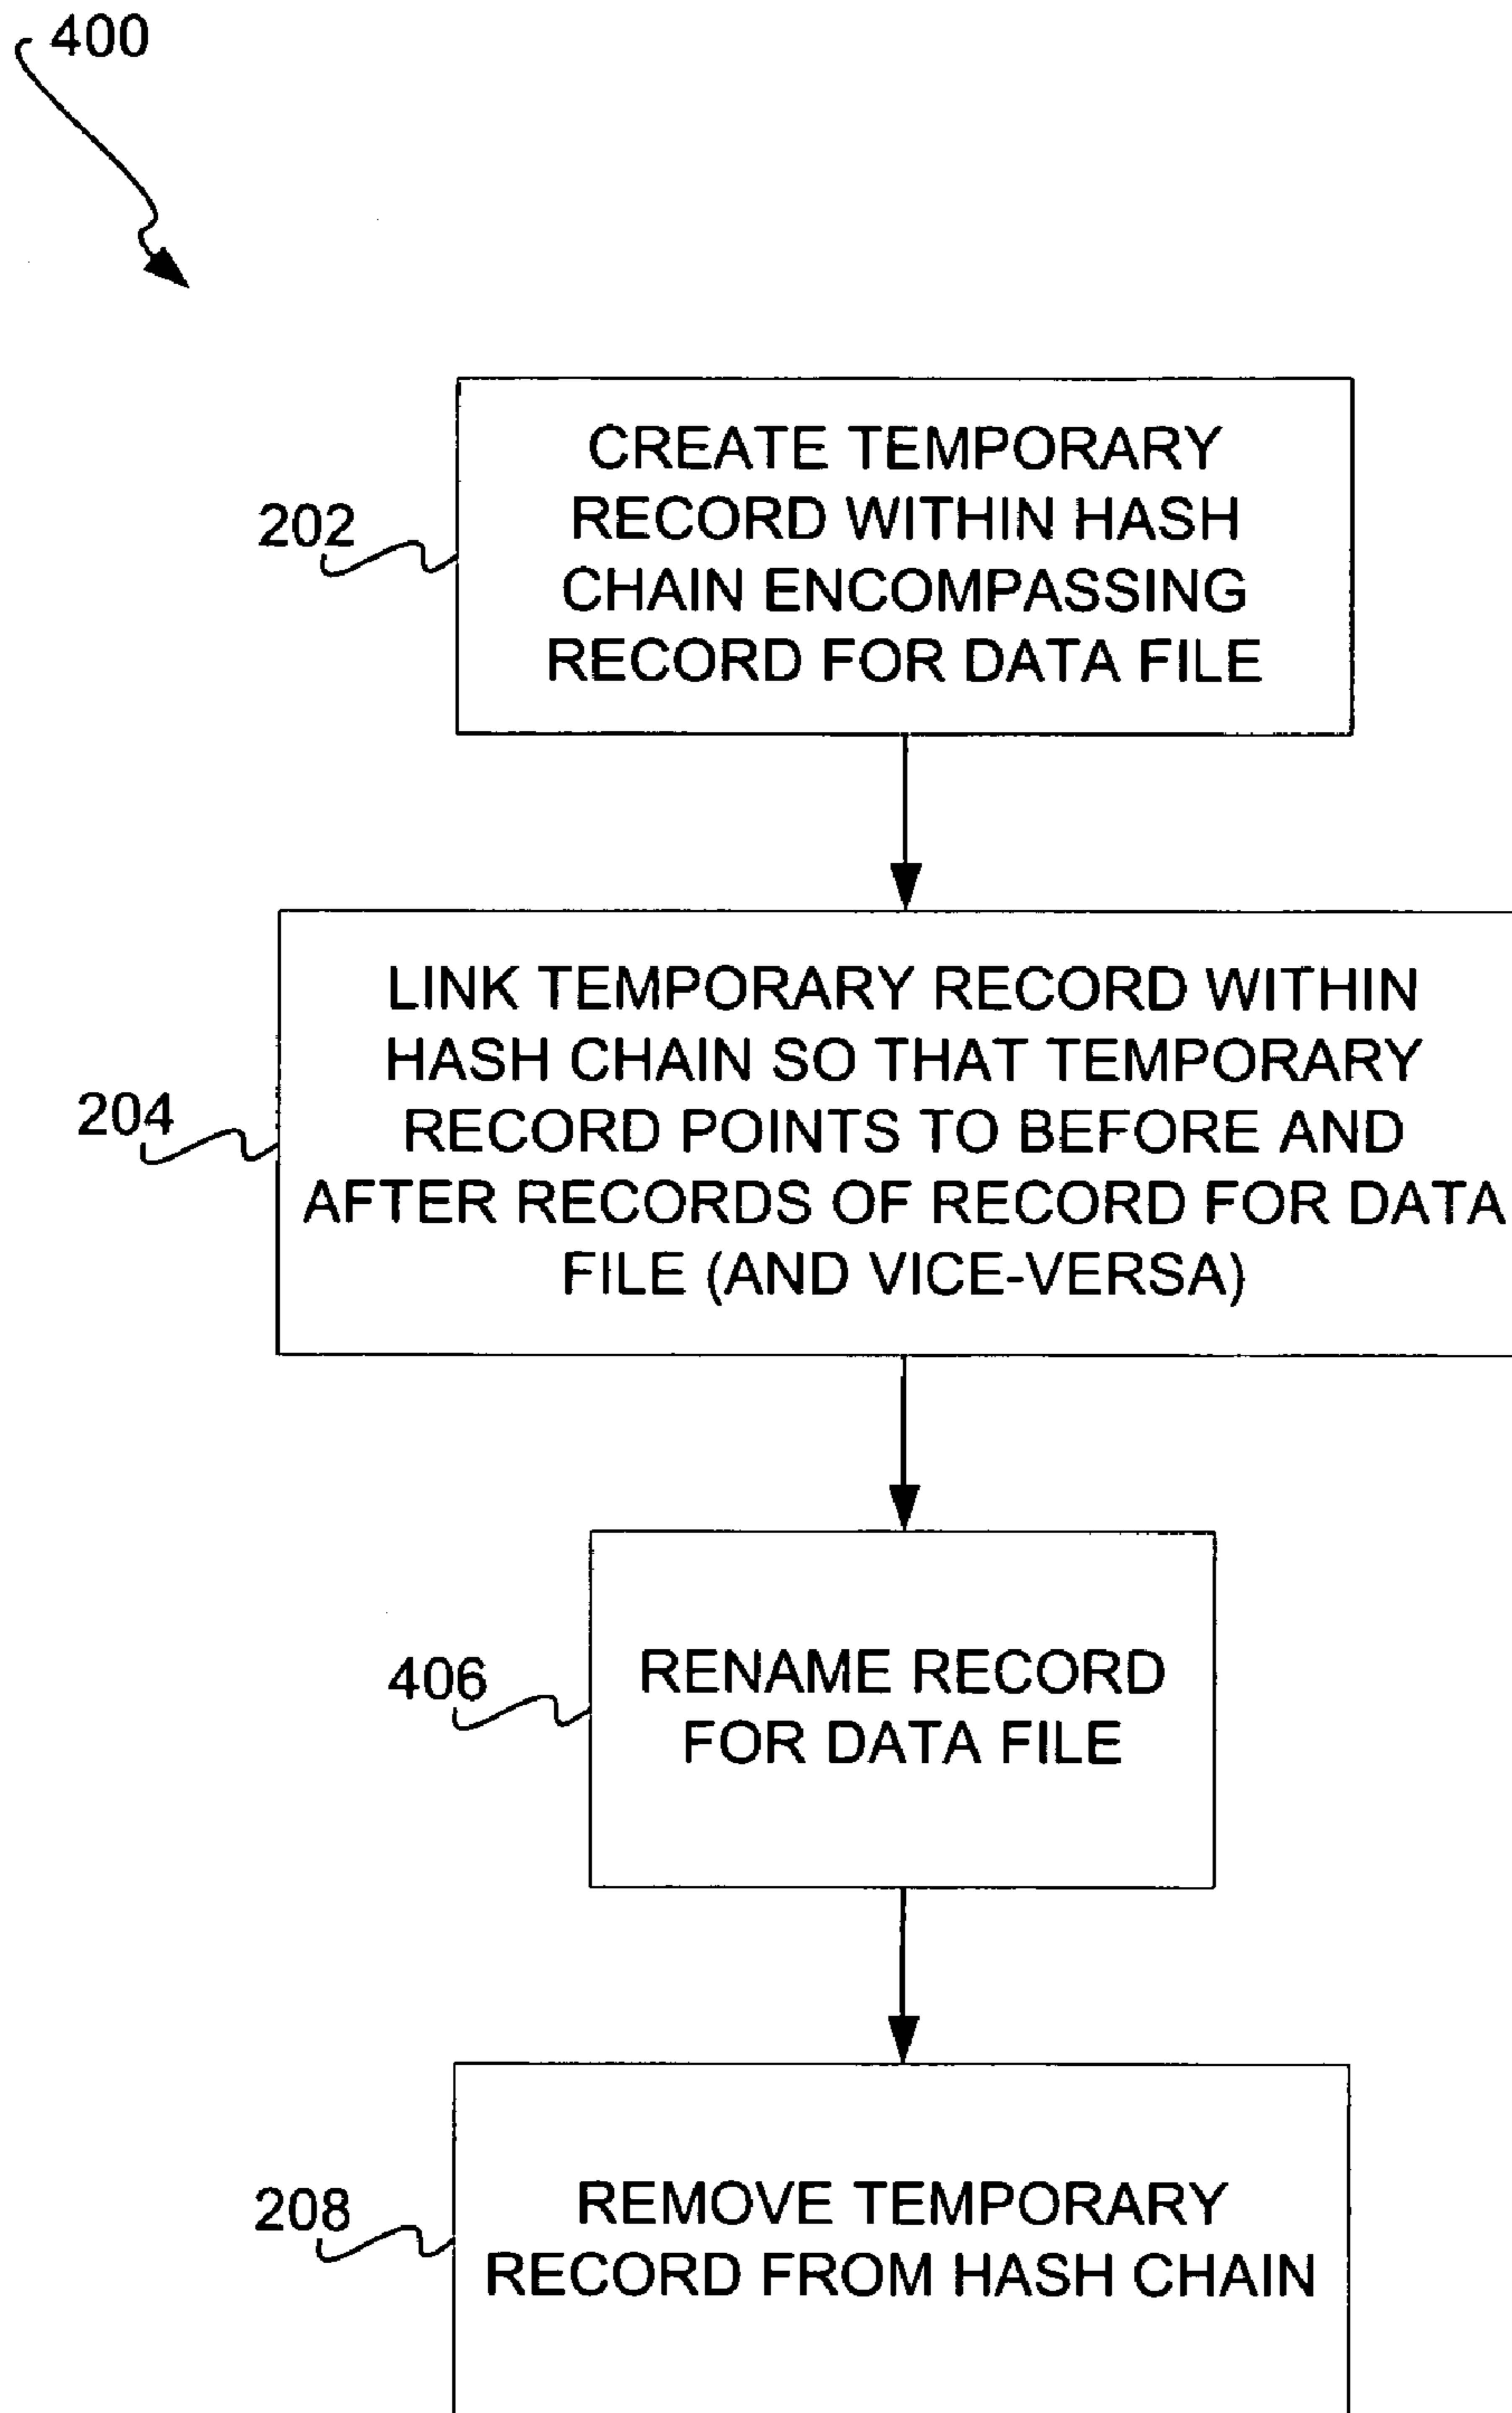 400
202
CREATE TEMPORARY
RECORD WITHIN HASH
CHAIN ENCOMPASSING
RECORD FOR DATA FILE
204
LINK TEMPORARY RECORD WITHIN
HASH CHAIN SO THAT TEMPORARY
RECORD POINTS TO BEFORE AND
AFTER RECORDS OF RECORD FOR DATA
FILE (AND VICE-VERSA)
406
RENAME RECORD
FOR DATA FILE
208
REMOVE TEMPORARY
RECORD FROM HASH CHAIN